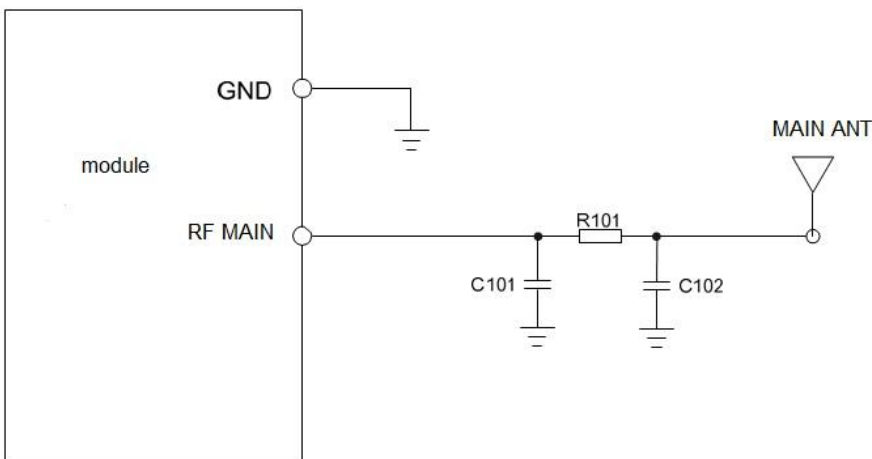 GND
MAIN ANT
module
R101
RF MAIN
C101
C102